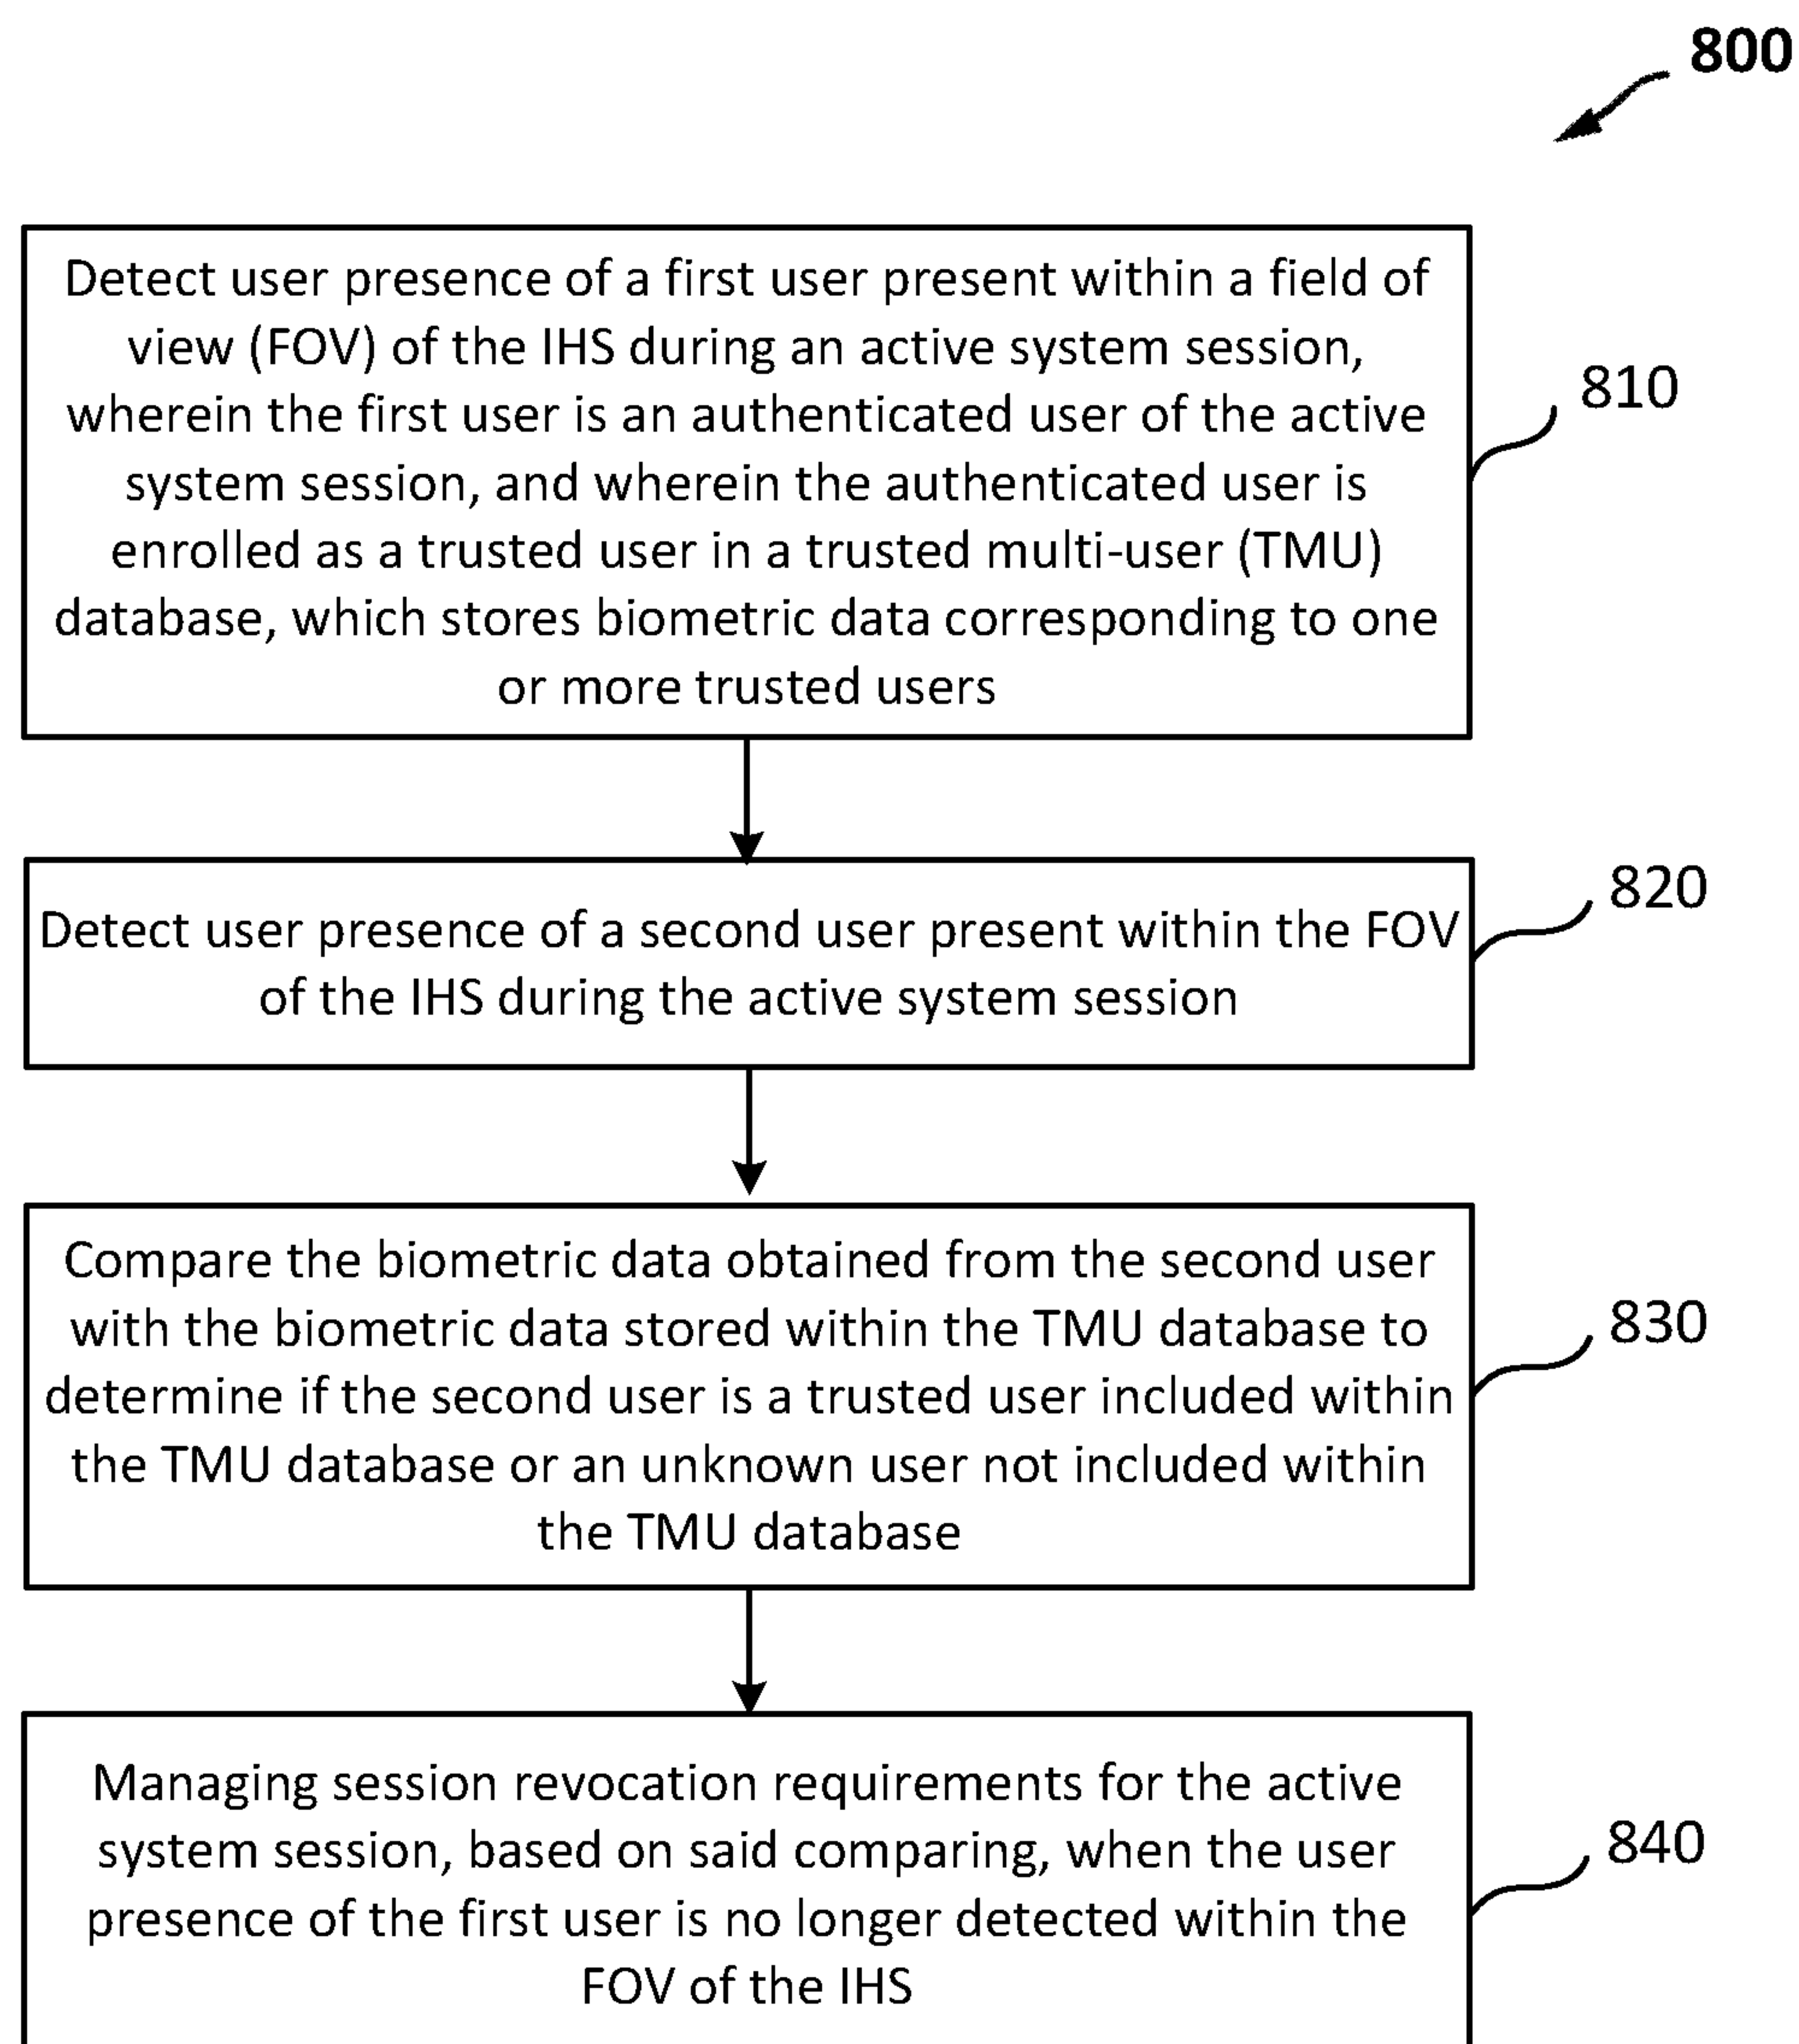 800
Detect user presence of a first user present within a field of
view (FOV) of the IHS during an active system session,
wherein the first user is an authenticated user of the active
system session, and wherein the authenticated user is
enrolled as a trusted user in a trusted multi-user (TMU)
database, which stores biometric data corresponding to one
or more trusted users
810
Detect user presence of a second user present within the FOV
of the IHS during the active system session
820
Compare the biometric data obtained from the second user
with the biometric data stored within the TMU database to
determine if the second user is a trusted user included within
the TMU database or an unknown user not included within
the TMU database
830
Managing session revocation requirements for the active
system session, based on said comparing, when the user
presence of the first user is no longer detected within the
FOV of the IHS
840